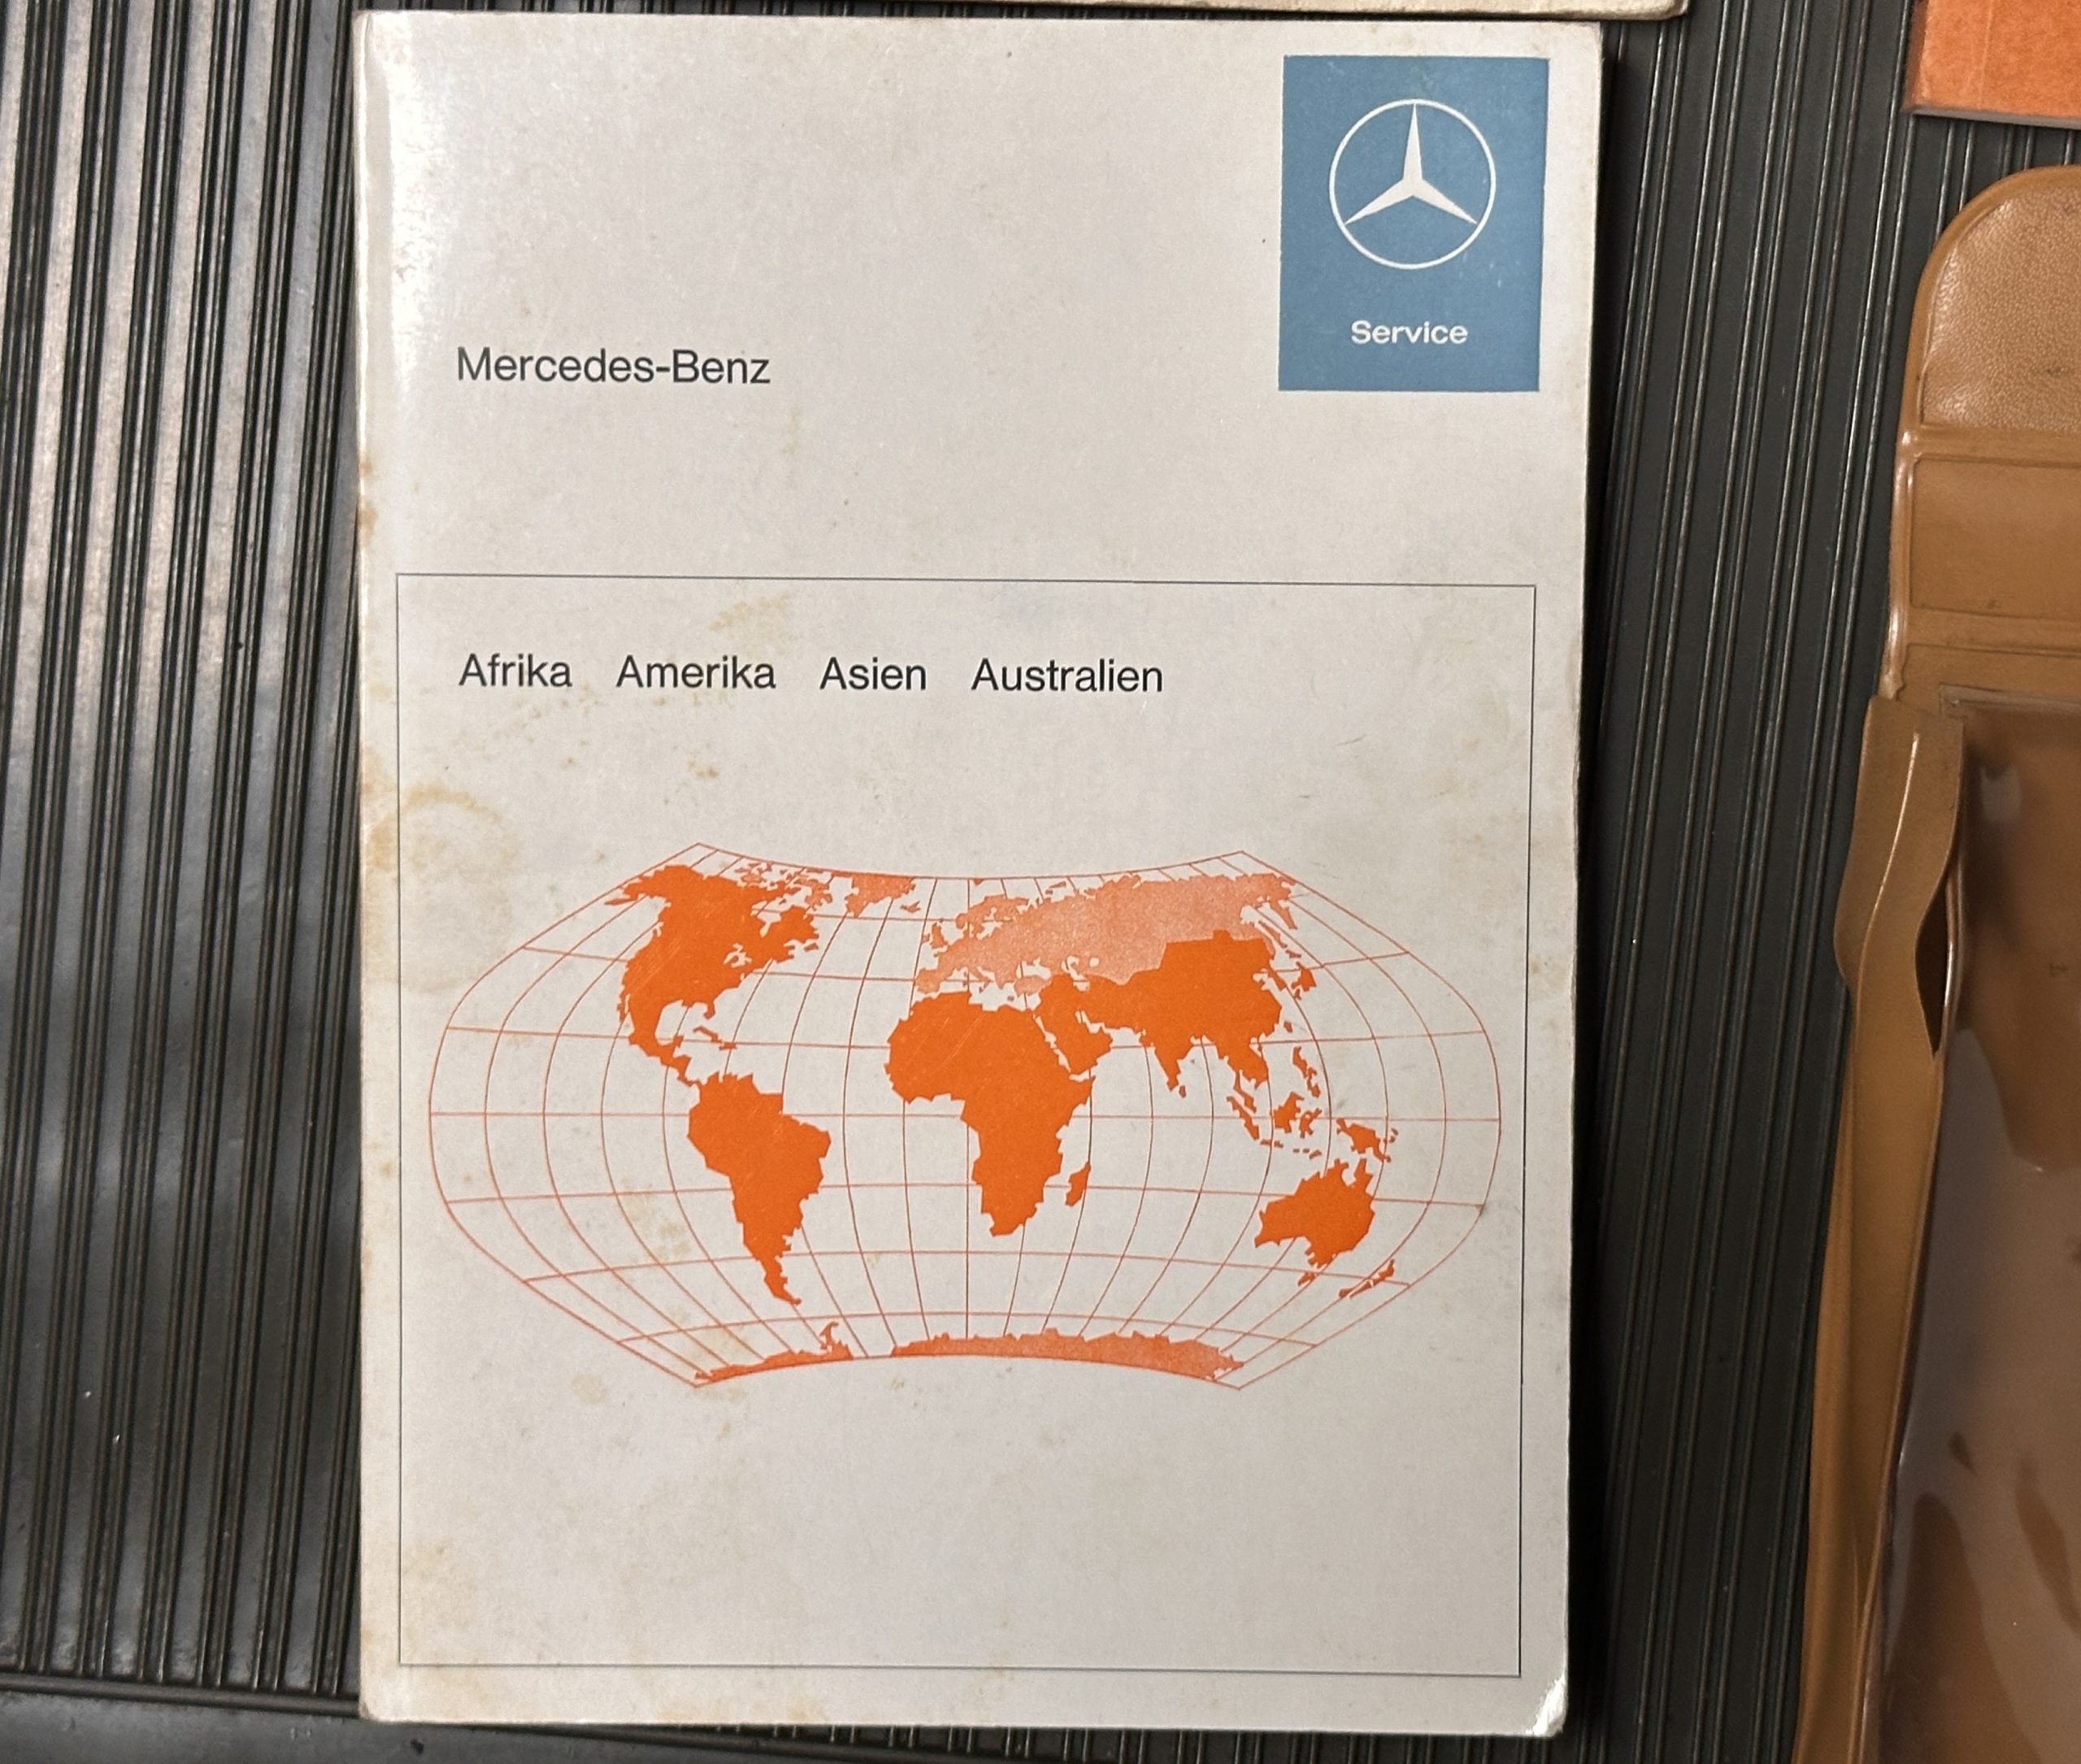 Service
Mercedes-Benz
Afrika Amerika Asien Australien